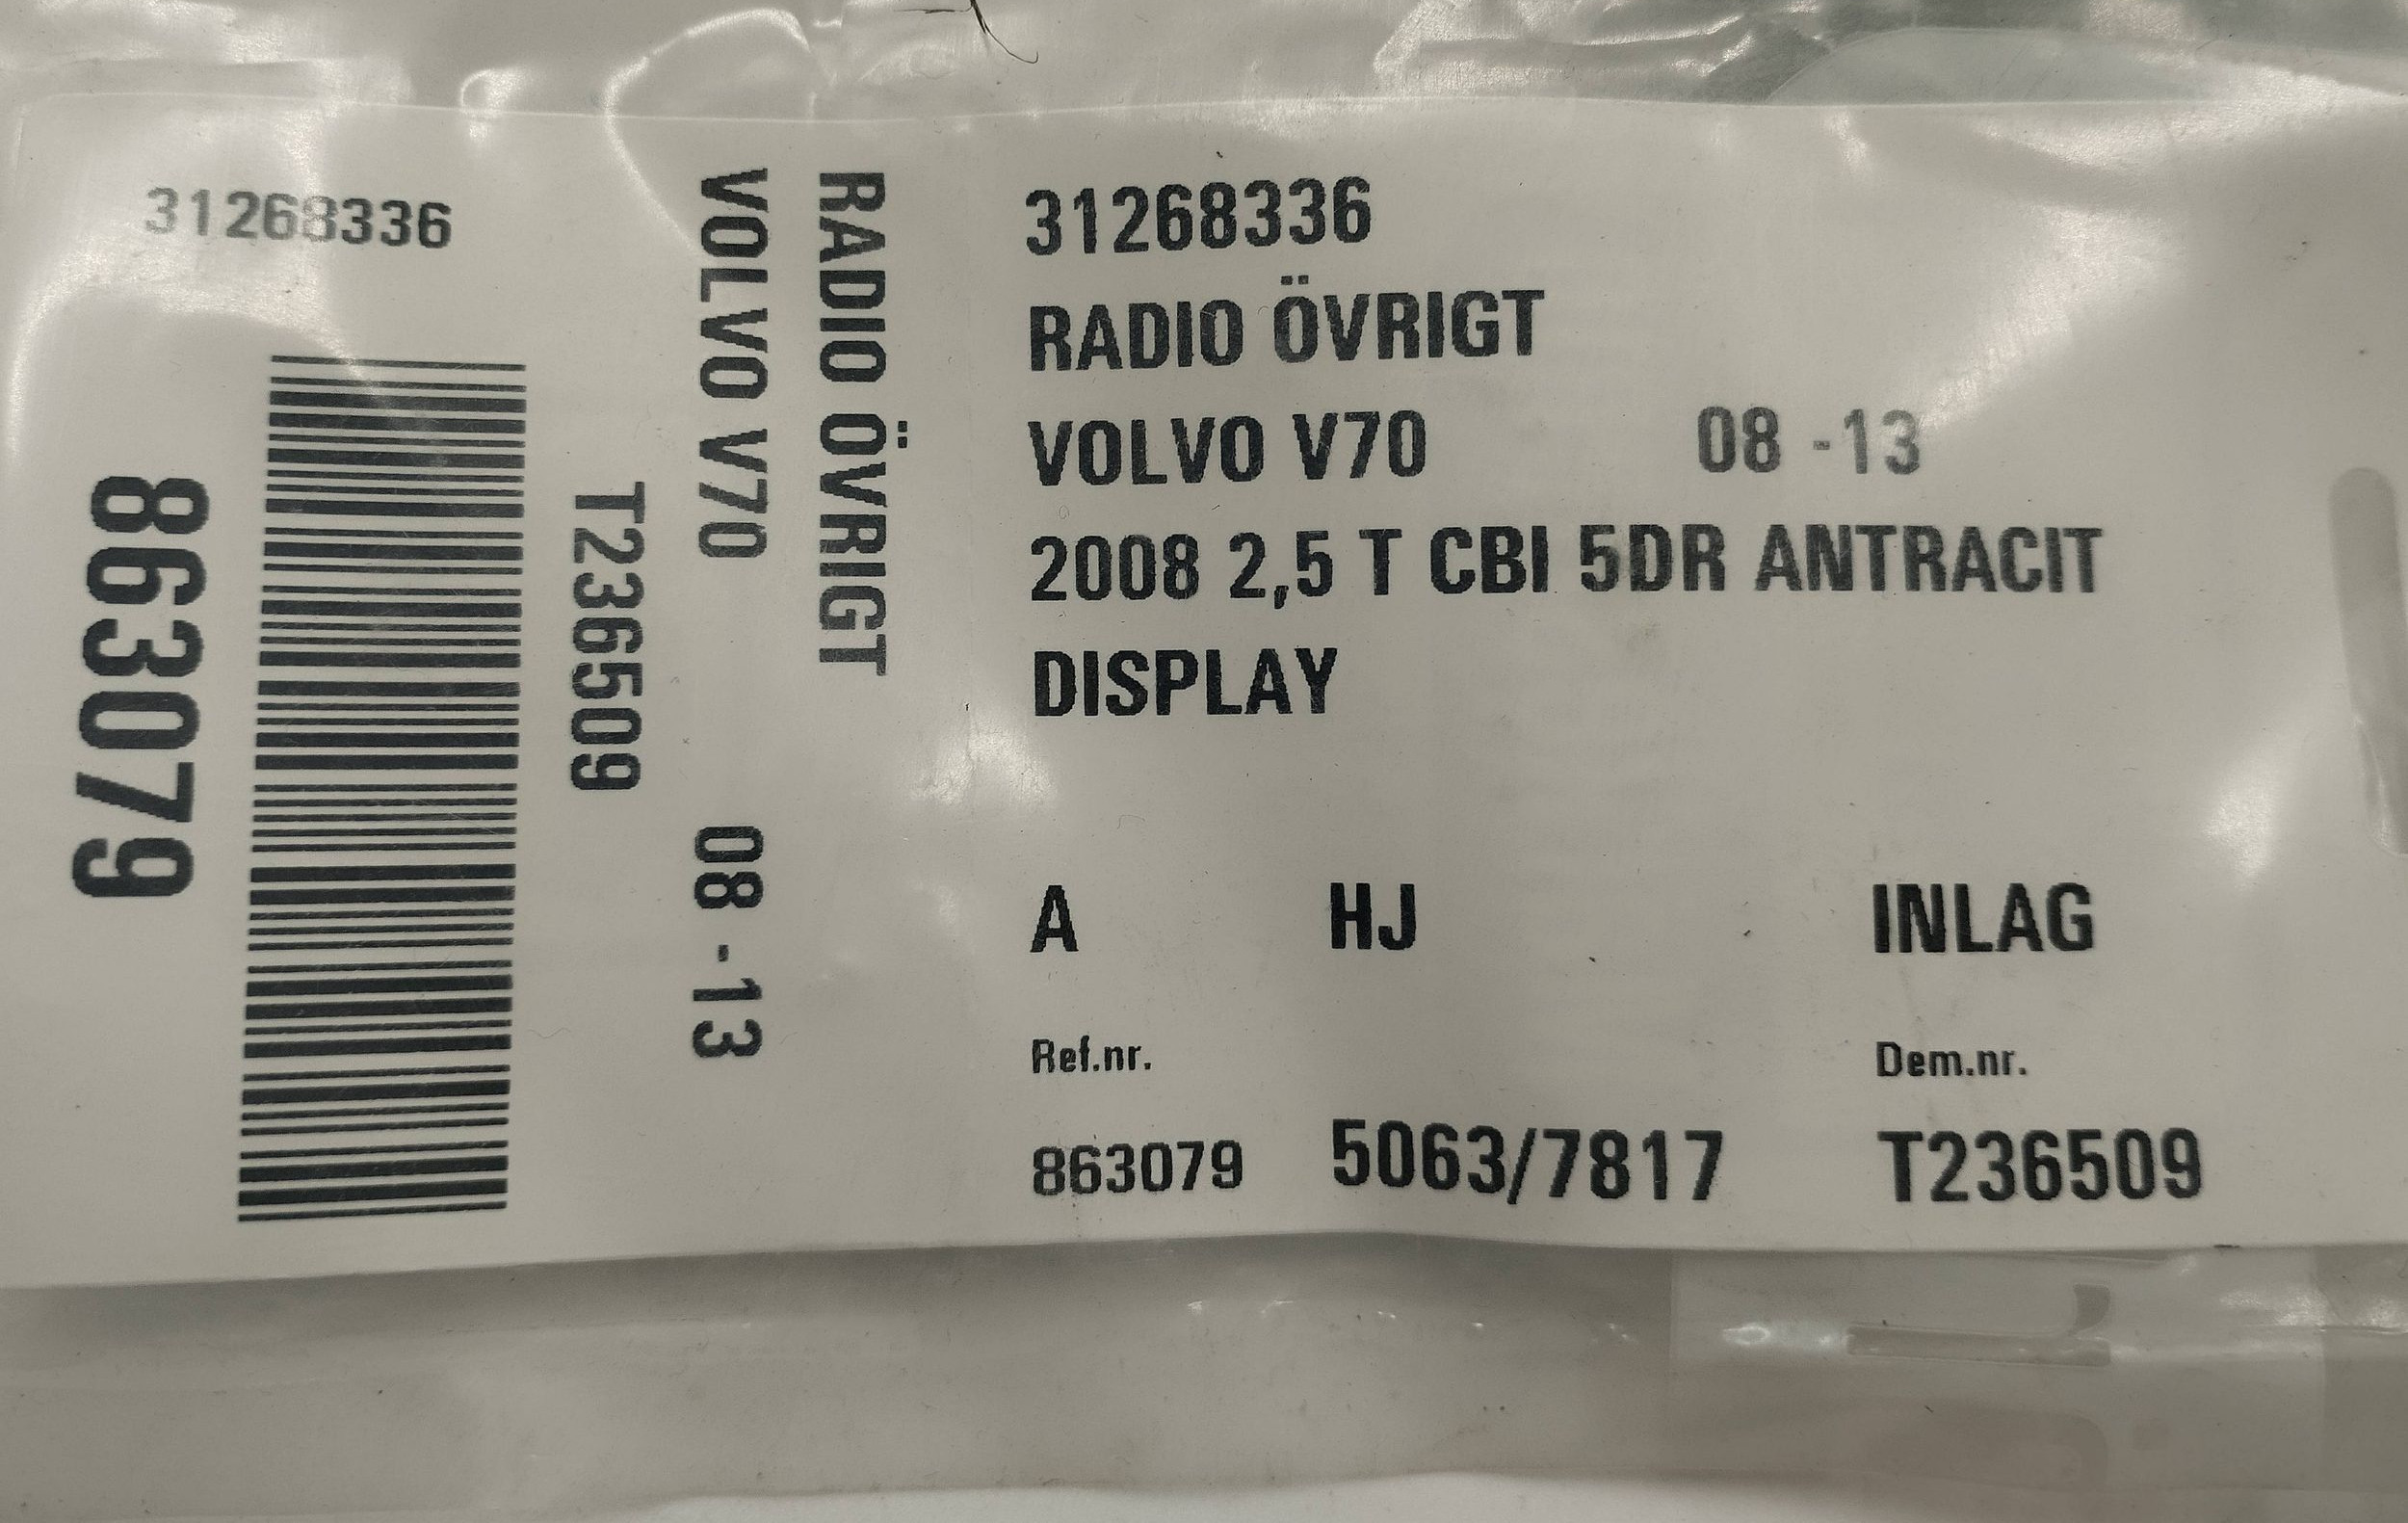 31268336
863079
T236509
VOLVO V70 08 -13
RADIO ÖVRIGT
31268336
RADIO ÖVRIGT
VOLVO V70 08 -13
2008 2,5 T CBI 5DR ANTRACIT
DISPLAY
A HJ INLAG
Ref.nr. Dem.nr.
863079 5063/7817 T236509